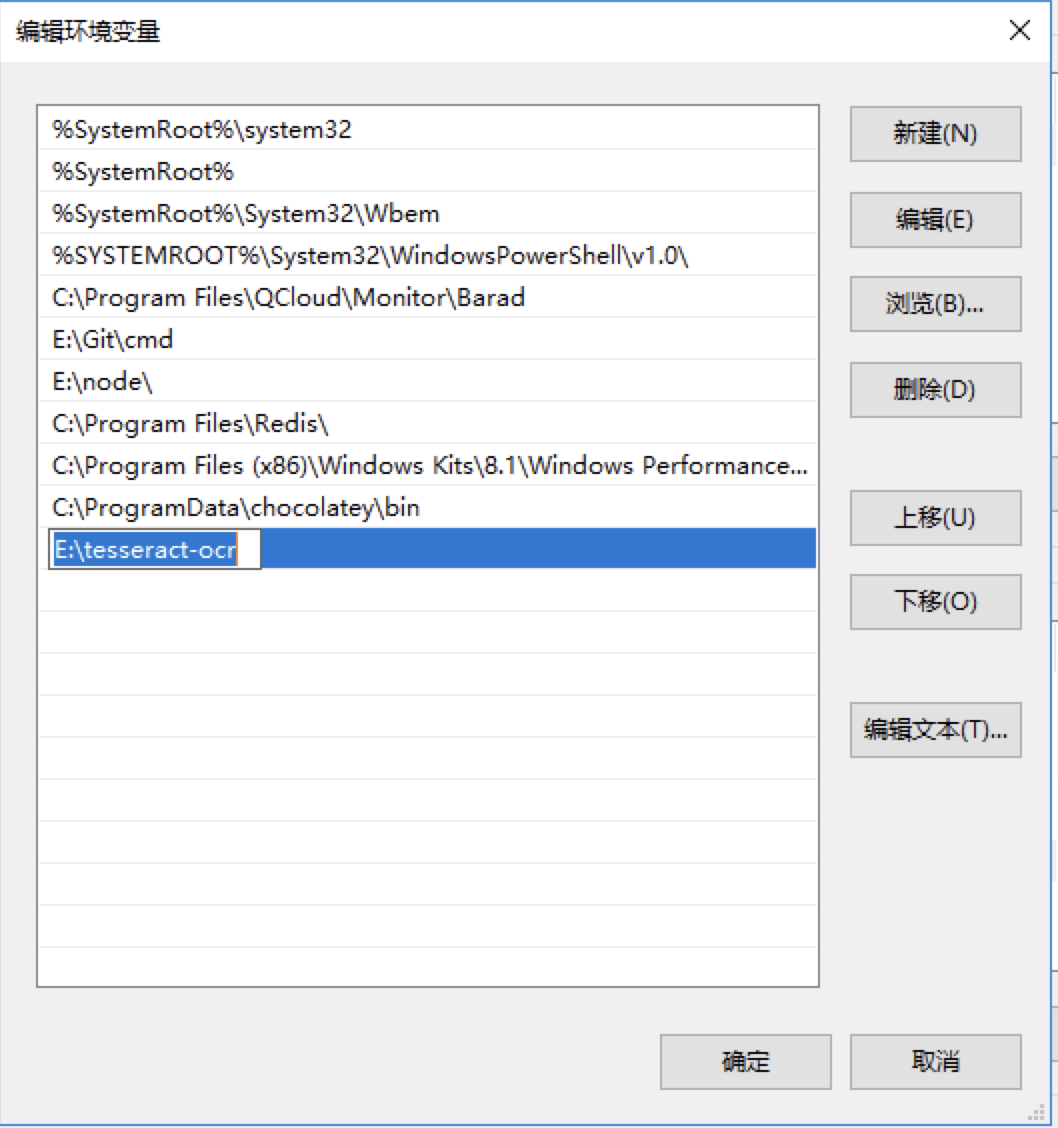 编辑环境变量
%SystemRoot%\system32
新建(N)
%SystemRoot%
%SystemRoot%\System32\Wbem
编辑(E)
%SYSTEMROOT%\System32\WindowsPowerShell\v1.0\
C:\Program Files\QCloud\Monitor\Barad
浏览(B)...
E:\Git\cmd
E:\node\
删除(D)
C:\Program Files\Redis\
C:\Program Files (x86)\Windows Kits\8.1\Windows Performance...
C:\ProgramData\chocolatey\bin
上移(U)
E:\tesseract-ocr
下移(O)
编辑文本(T)...
确定
取消